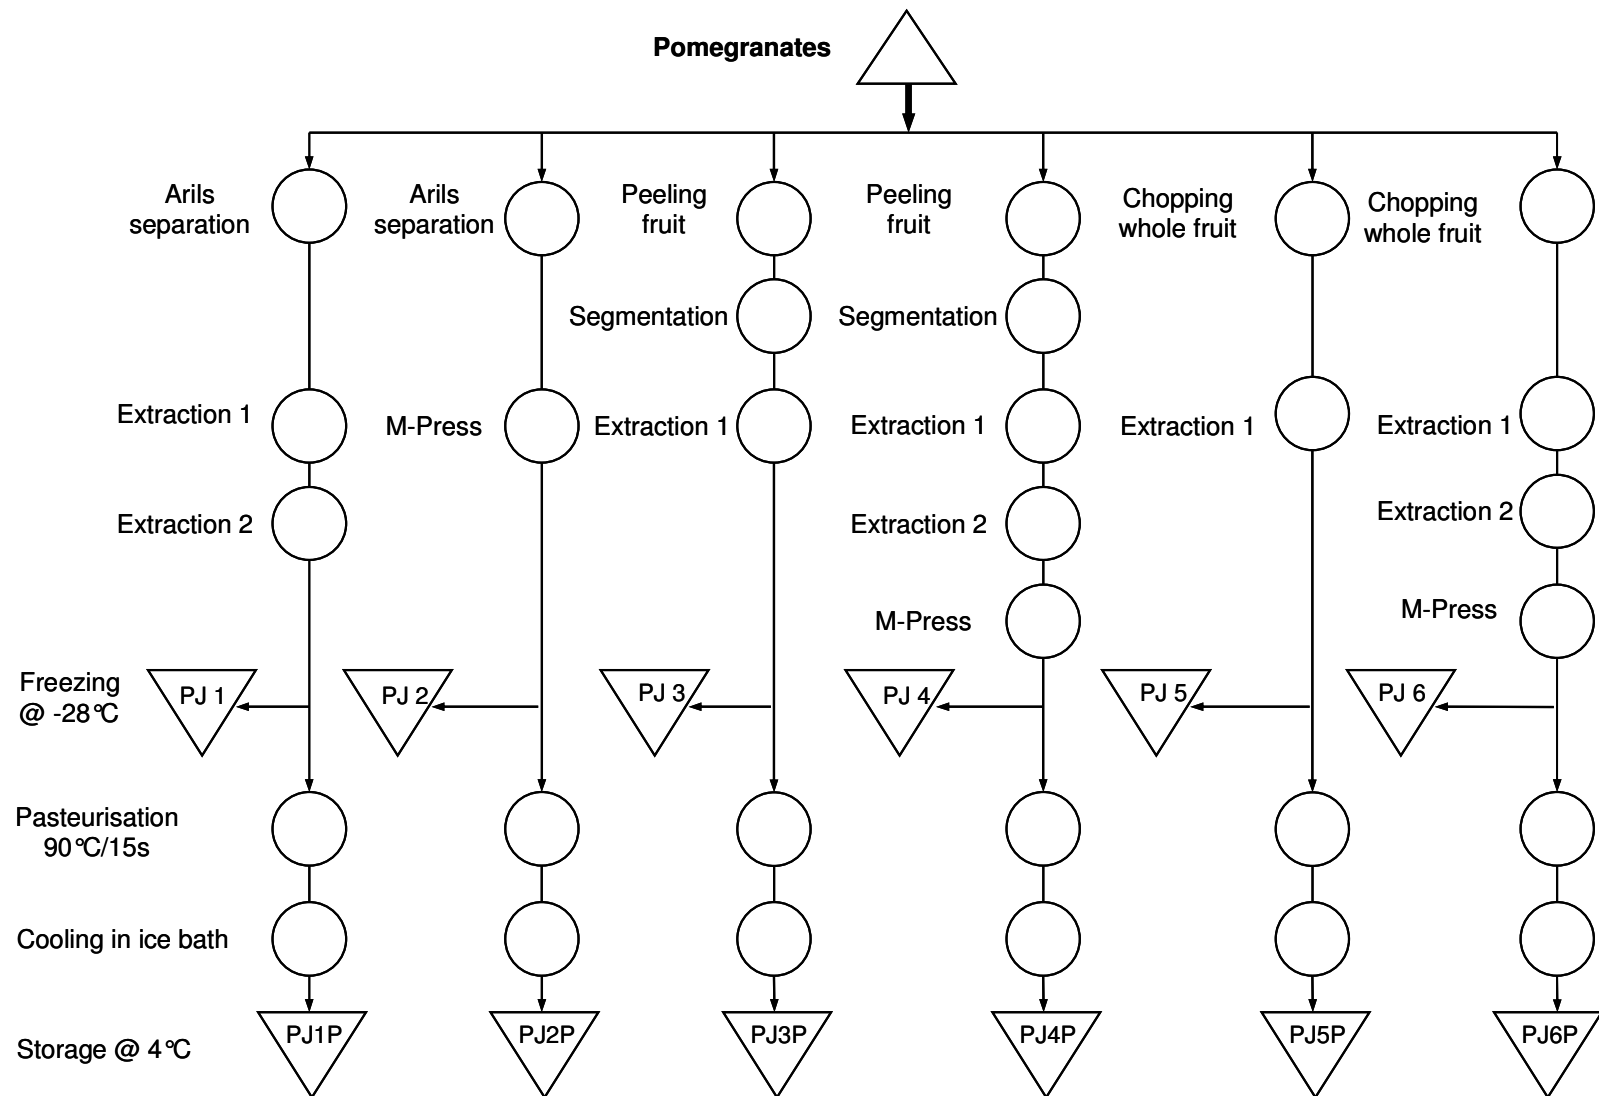 Pomegranates
Arils
separation
Arils
separation
Peeling
fruit
Peeling
fruit
Chopping
whole fruit
Chopping
whole fruit
Segmentation
Segmentation
Extraction 1
M-Press
Extraction 1
Extraction 1
Extraction 1
Extraction 1
Extraction 2
Extraction 2
Extraction 2
M-Press
M-Press
Freezing
@ -28°C
PJ 1
PJ 2
PJ 3
PJ 4
PJ 5
PJ 6
Pasteurisation
90°C/15s
Cooling in ice bath
Storage @ 4°C
PJ1P
PJ2P
PJ3P
PJ4P
PJ5P
PJ6P